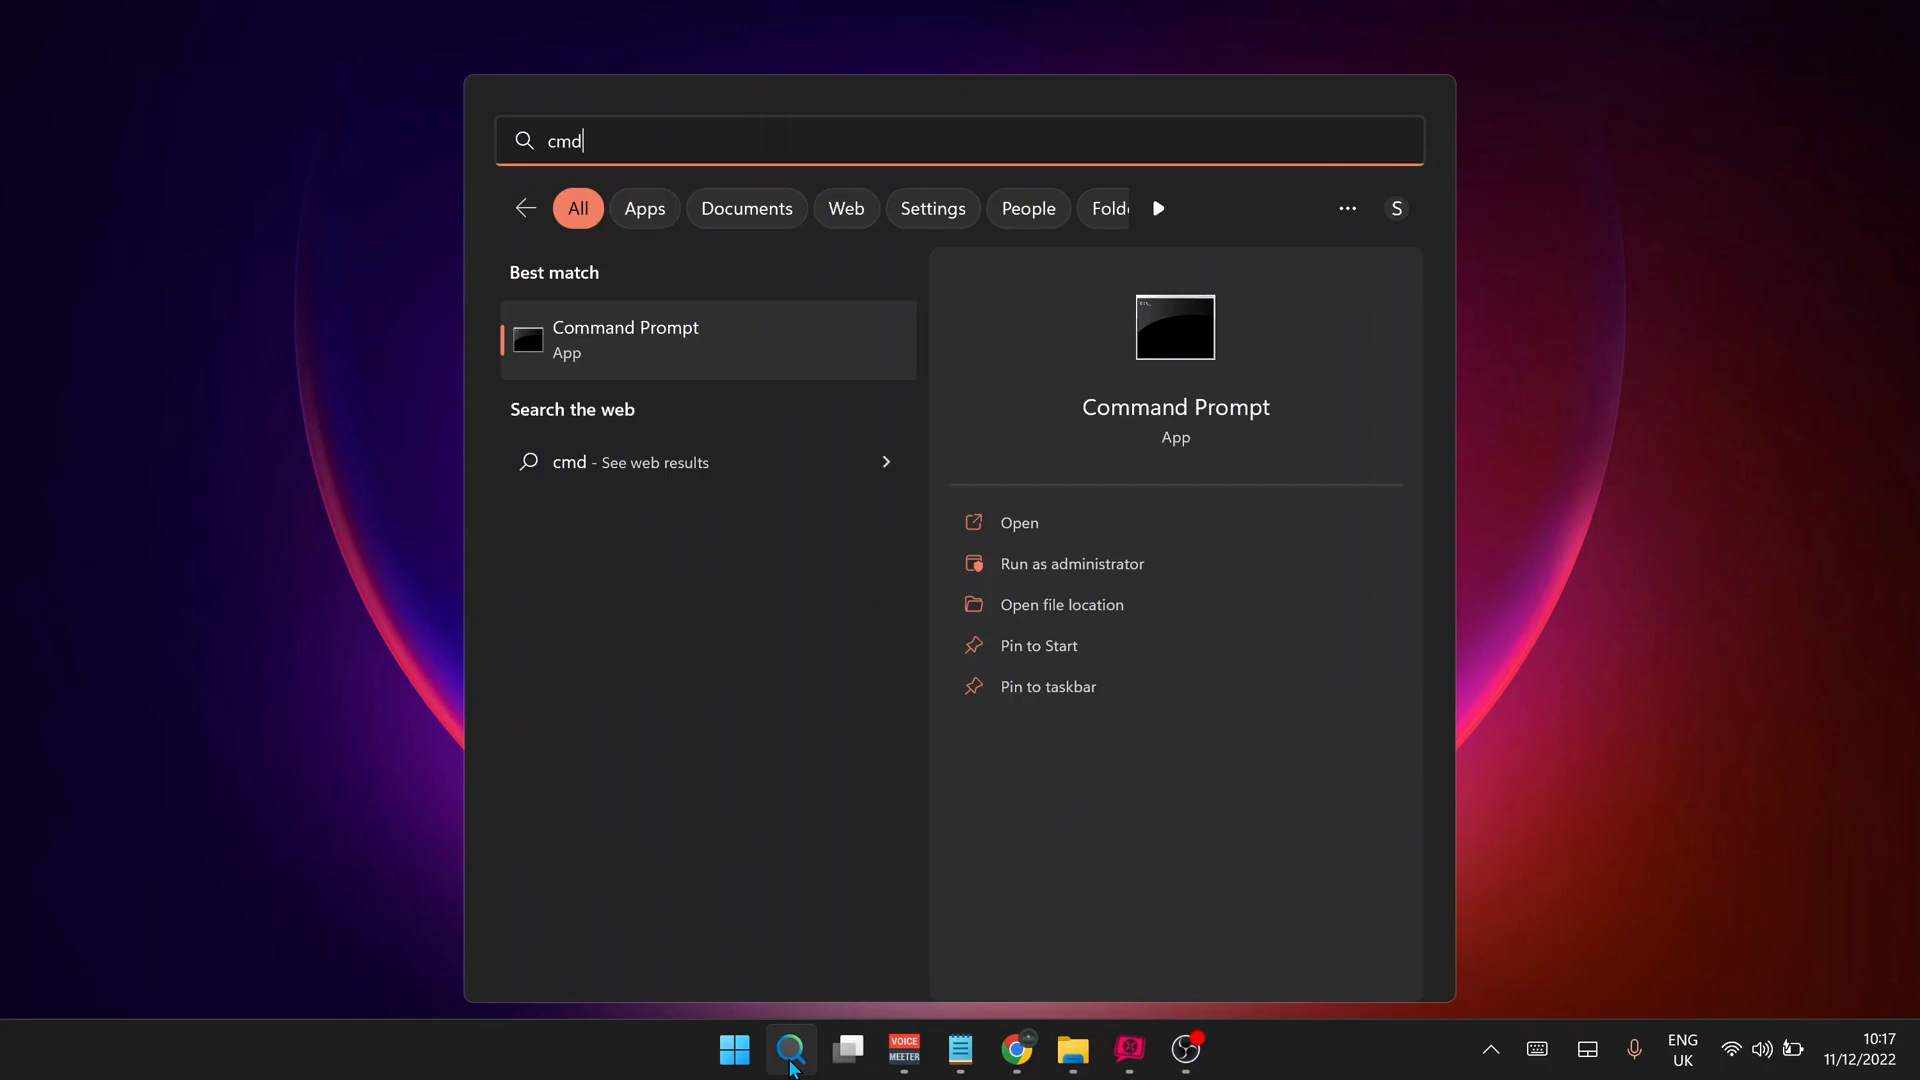 cmd
All Apps Documents Web Settings People Folde S
Best match
Command Prompt
App
Search the web
cmd - See web results
Command Prompt
App
Open
Run as administrator
Open file location
Pin to Start
Pin to taskbar
VOICE
MEETER
ENG
UK
10:17
11/12/2022